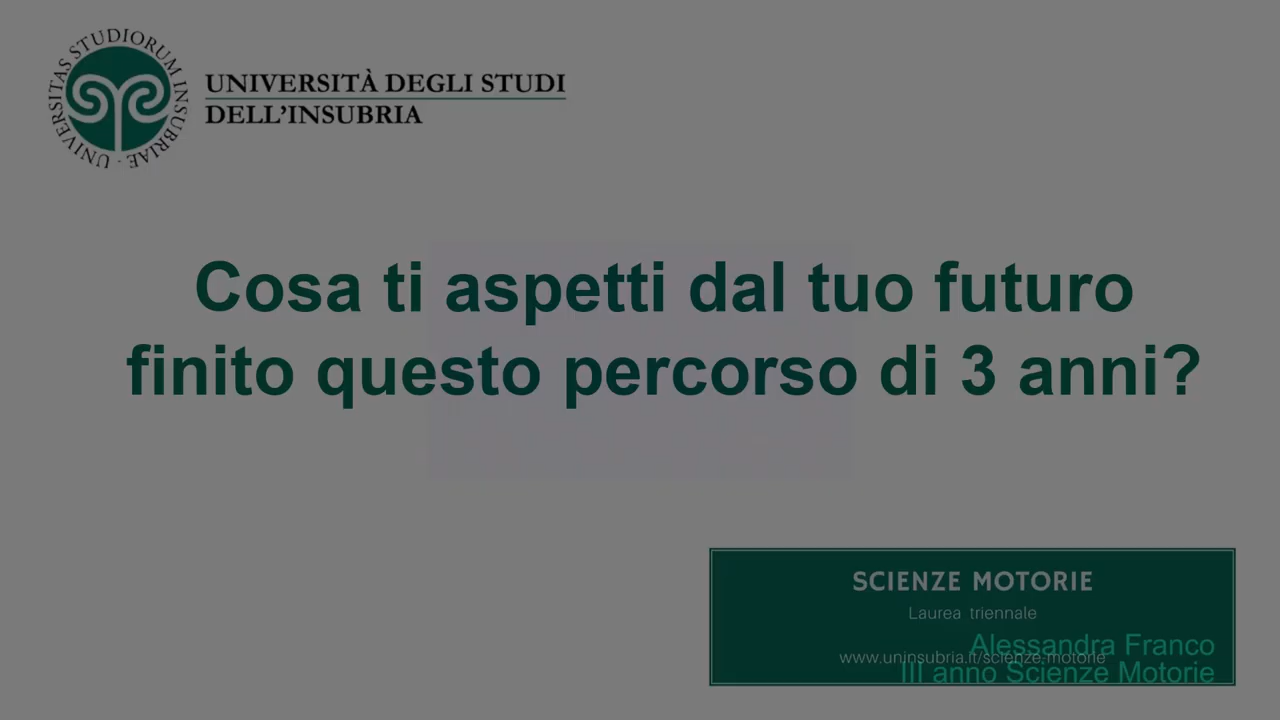 UNIVERSITAS STUDIORUM INSUBRIAE
UNIVERSITÀ DEGLI STUDI
DELL'INSUBRIA
Cosa ti aspetti dal tuo futuro
finito questo percorso di 3 anni?
SCIENZE MOTORIE
Laurea triennale
Alessandra Franco
www.uninsubria.it/scienze-motorie
III anno Scienze Motorie